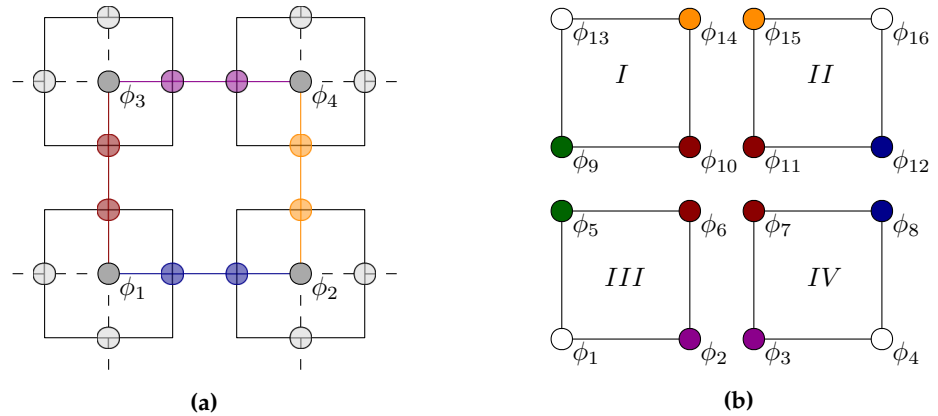 ϕ3 ϕ4
ϕ1 ϕ2
(a)
ϕ13 ϕ14 ϕ15 ϕ16
I II
ϕ9 ϕ10 ϕ11 ϕ12
ϕ5 ϕ6 ϕ7 ϕ8
III IV
ϕ1 ϕ2 ϕ3 ϕ4
(b)